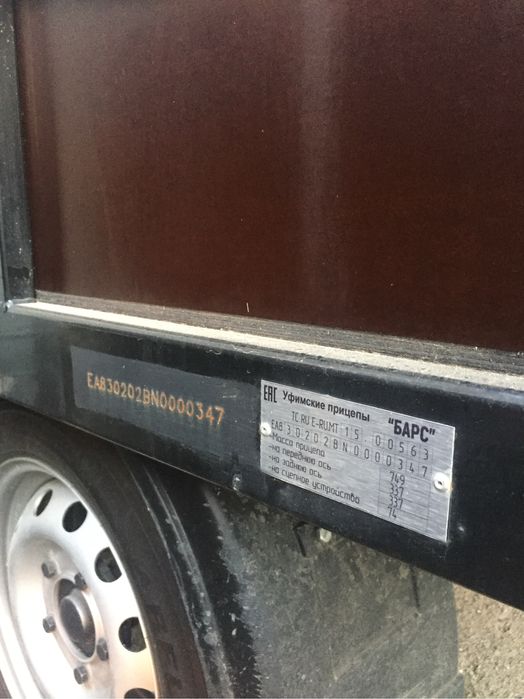 EA830202BN0000347
EAC Уфимские прицепы "БАРС"
TC RU E-RU.MT 15 00563
EA830202BN0000347
-Масса прицепа 749
-на переднюю ось 337
-на заднюю ось 337
-на сцепное устройство 74